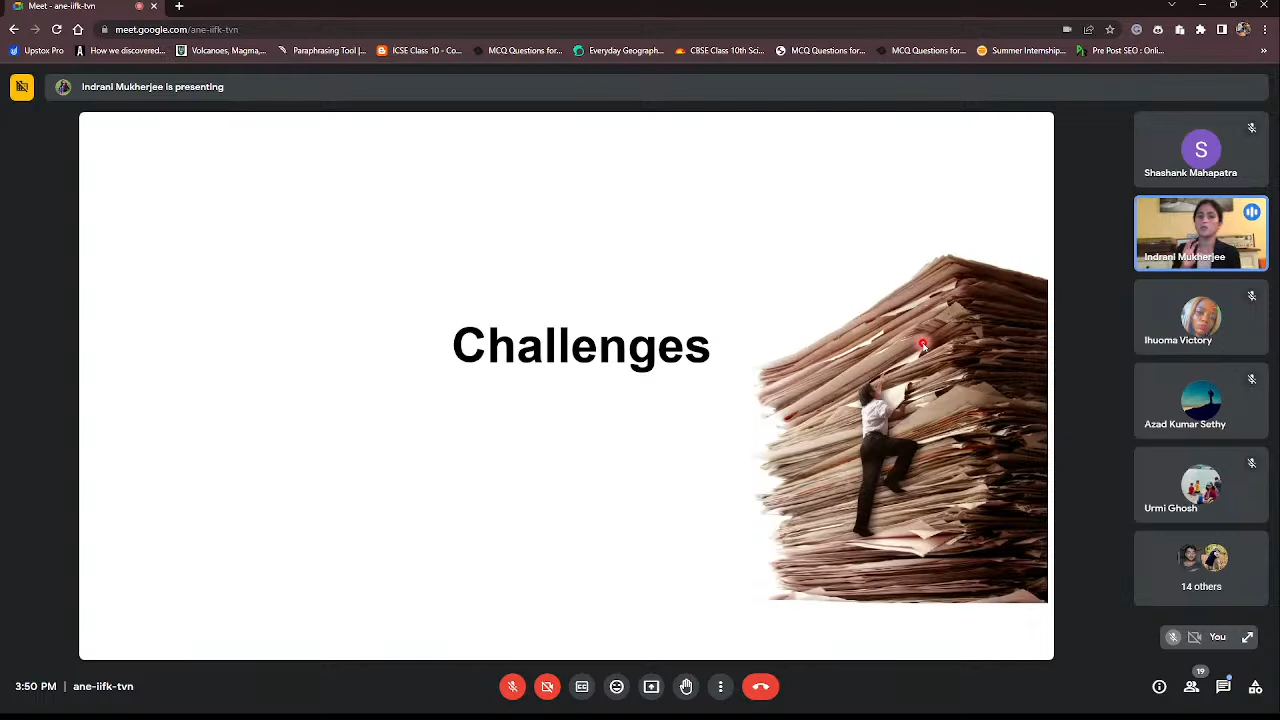 Meet - ane-iifk-tvn
meet.google.com/ane-iifk-tvn
Upstox Pro
How we discovered...
Volcanoes, Magma,...
Paraphrasing Tool |...
ICSE Class 10 - Co...
MCQ Questions for...
Everyday Geograph...
CBSE Class 10th Sci...
MCQ Questions for...
MCQ Questions for...
Summer Internship...
Pre Post SEO : Onli...
Indrani Mukherjee is presenting
Challenges
S
Shashank Mahapatra
Indrani Mukherjee
Ihuoma Victory
Azad Kumar Sethy
Urmi Ghosh
14 others
You
3:50 PM | ane-iifk-tvn
19